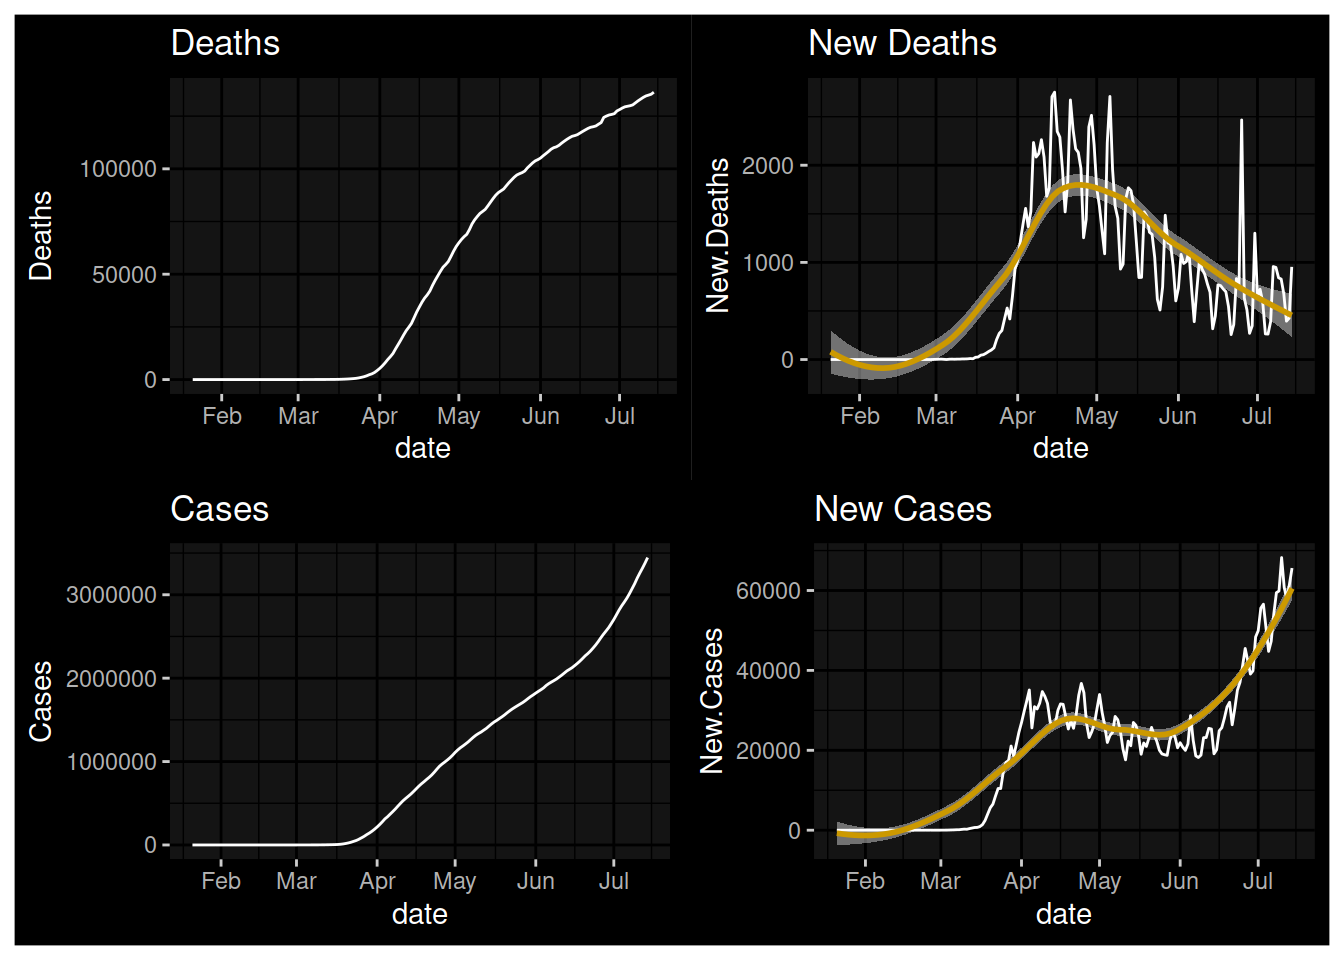 Deaths
Deaths
100000
50000
0
Feb Mar Apr May Jun Jul
date
New Deaths
New.Deaths
2000
1000
0
Feb Mar Apr May Jun Jul
date
Cases
Cases
3000000
2000000
1000000
0
Feb Mar Apr May Jun Jul
date
New Cases
New.Cases
60000
40000
20000
0
Feb Mar Apr May Jun Jul
date